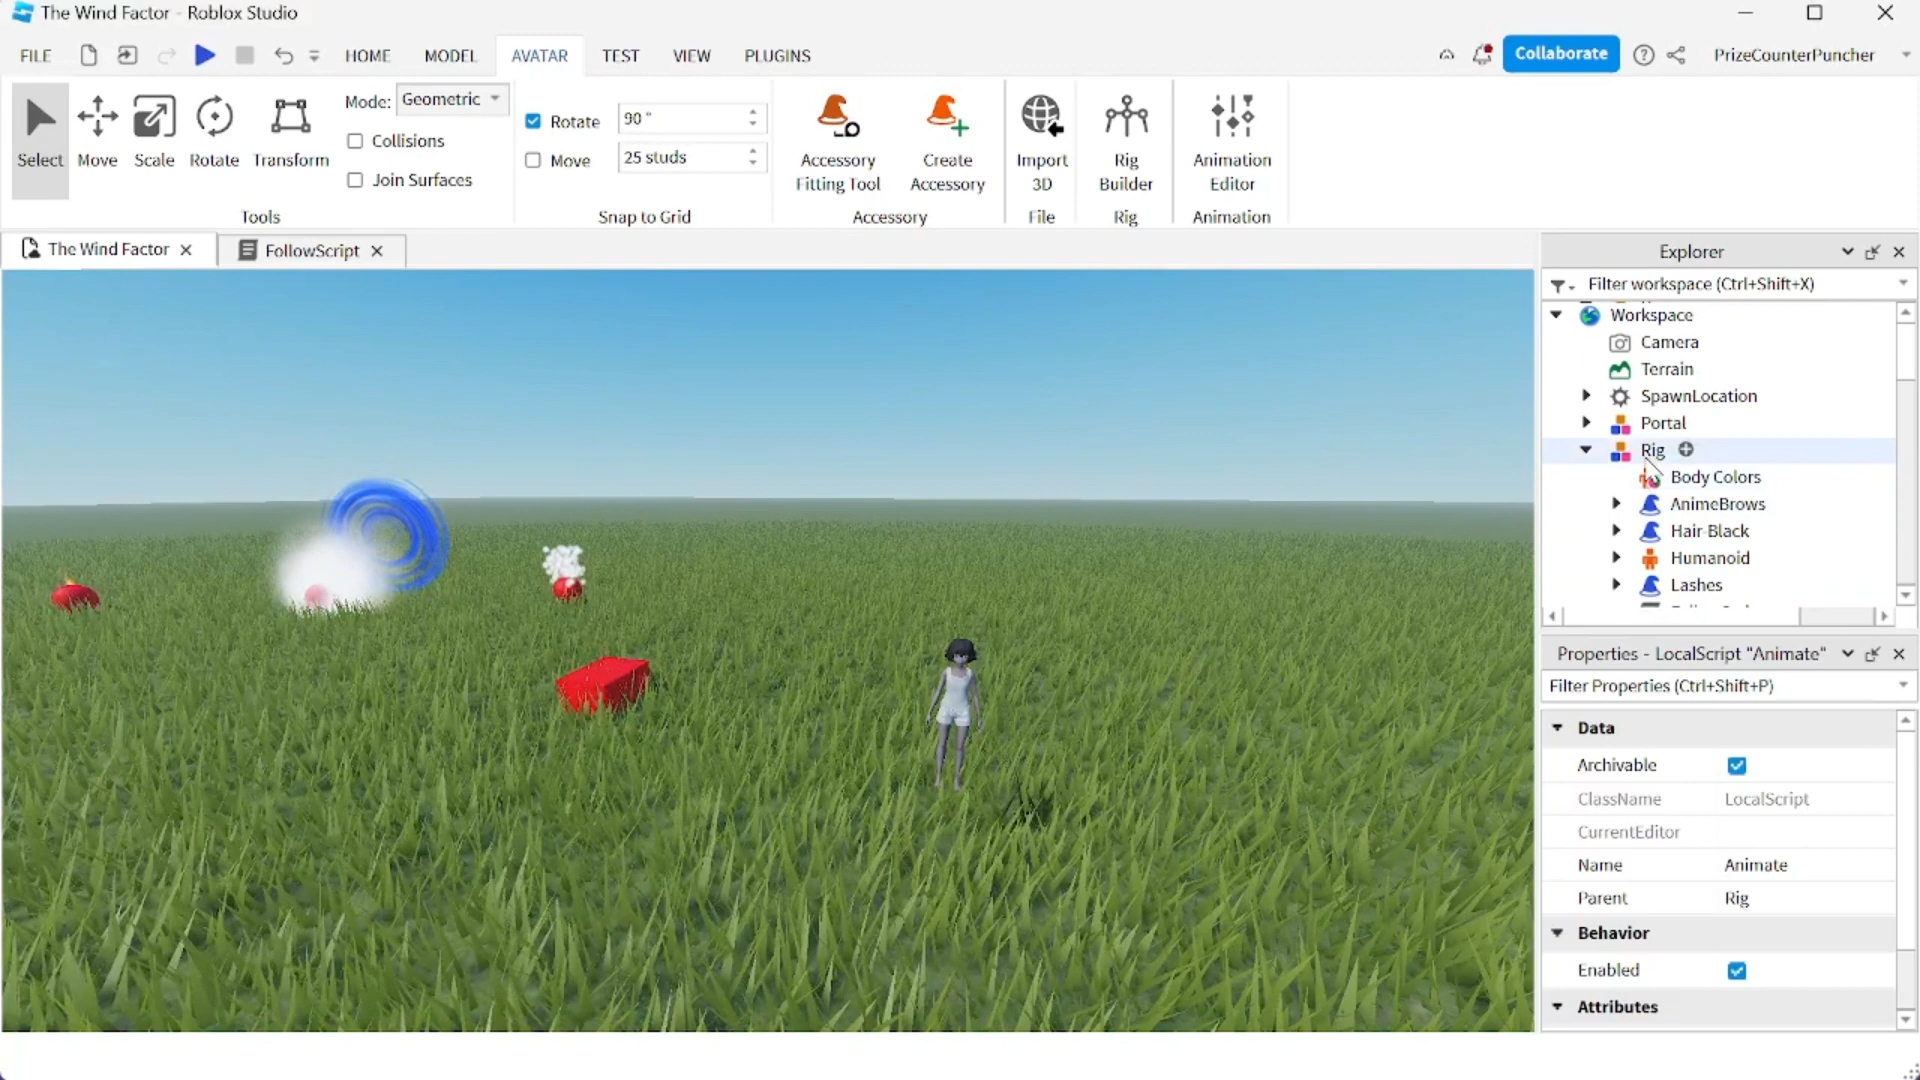 The Wind Factor - Roblox Studio
FILE
HOME
MODEL
AVATAR
TEST
VIEW
PLUGINS
Collaborate
PrizeCounterPuncher
Select
Move
Scale
Rotate
Transform
Mode: Geometric
Collisions
Join Surfaces
Tools
Rotate 90 °
Move 25 studs
Snap to Grid
Accessory Fitting Tool
Create Accessory
Accessory
Import 3D
File
Rig Builder
Rig
Animation Editor
Animation
The Wind Factor
FollowScript
Explorer
Filter workspace (Ctrl+Shift+X)
Workspace
Camera
Terrain
SpawnLocation
Portal
Rig
Body Colors
AnimeBrows
Hair-Black
Humanoid
Lashes
Properties - LocalScript "Animate"
Filter Properties (Ctrl+Shift+P)
Data
Archivable
ClassName LocalScript
CurrentEditor
Name Animate
Parent Rig
Behavior
Enabled
Attributes